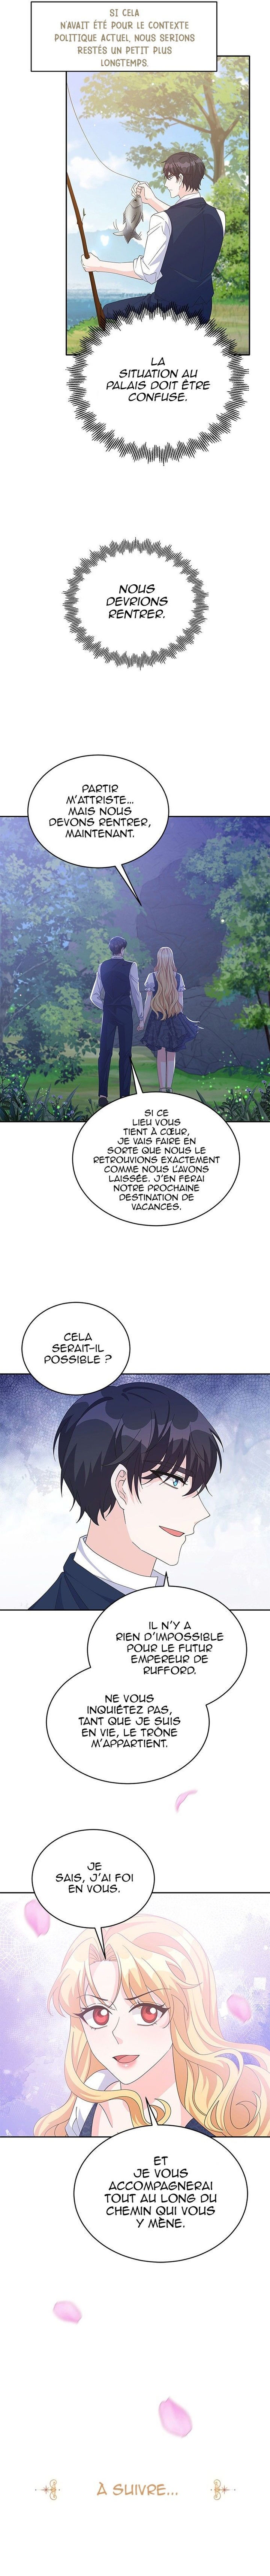 SI CELA
N'AVAIT ÉTÉ POUR LE CONTEXTE
POLITIQUE ACTUEL, NOUS SERIONS
RESTÉS UN PETIT PLUS
LONGTEMPS.
LA
SITUATION AU
PALAIS DOIT ÊTRE
CONFUSE.
NOUS
DEVRIONS
RENTRER.
PARTIR
M'ATTRISTE...
MAIS NOUS
DEVONS RENTRER,
MAINTENANT.
SI CE
LIEU VOUS
TIENT À CŒUR,
JE VAIS FAIRE EN
SORTE QUE NOUS LE
RETROUVIONS EXACTEMENT
COMME NOUS L'AVONS
LAISSÉE. J'EN FERAI
NOTRE PROCHAINE
DESTINATION DE
VACANCES.
CELA
SERAIT-IL
POSSIBLE ?
IL N'Y A
RIEN D'IMPOSSIBLE
POUR LE FUTUR
EMPEREUR DE
RUFFORD.
NE VOUS
INQUIÉTEZ PAS,
TANT QUE JE SUIS
EN VIE, LE TRÔNE
M'APPARTIENT.
JE
SAIS, J'AI FOI
EN VOUS.
ET
JE VOUS
ACCOMPAGNERAI
TOUT AU LONG DU
CHEMIN QUI VOUS
Y MÈNE.
À SUIVRE...